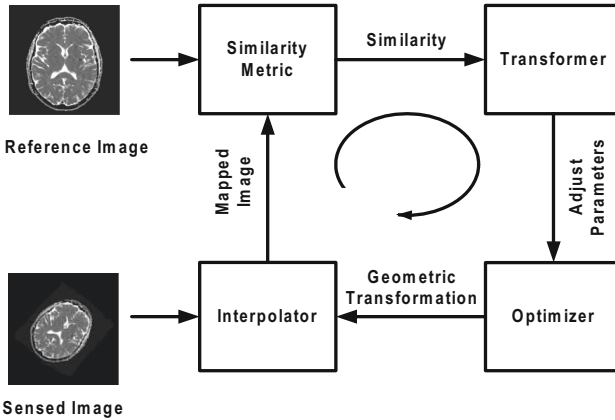 Similarity
Metric
Similarity
Transformer
Reference Image
Mapped
Image
Adjust
Parameters
Geometric
Transformation
Interpolator
Optimizer
Sensed Image